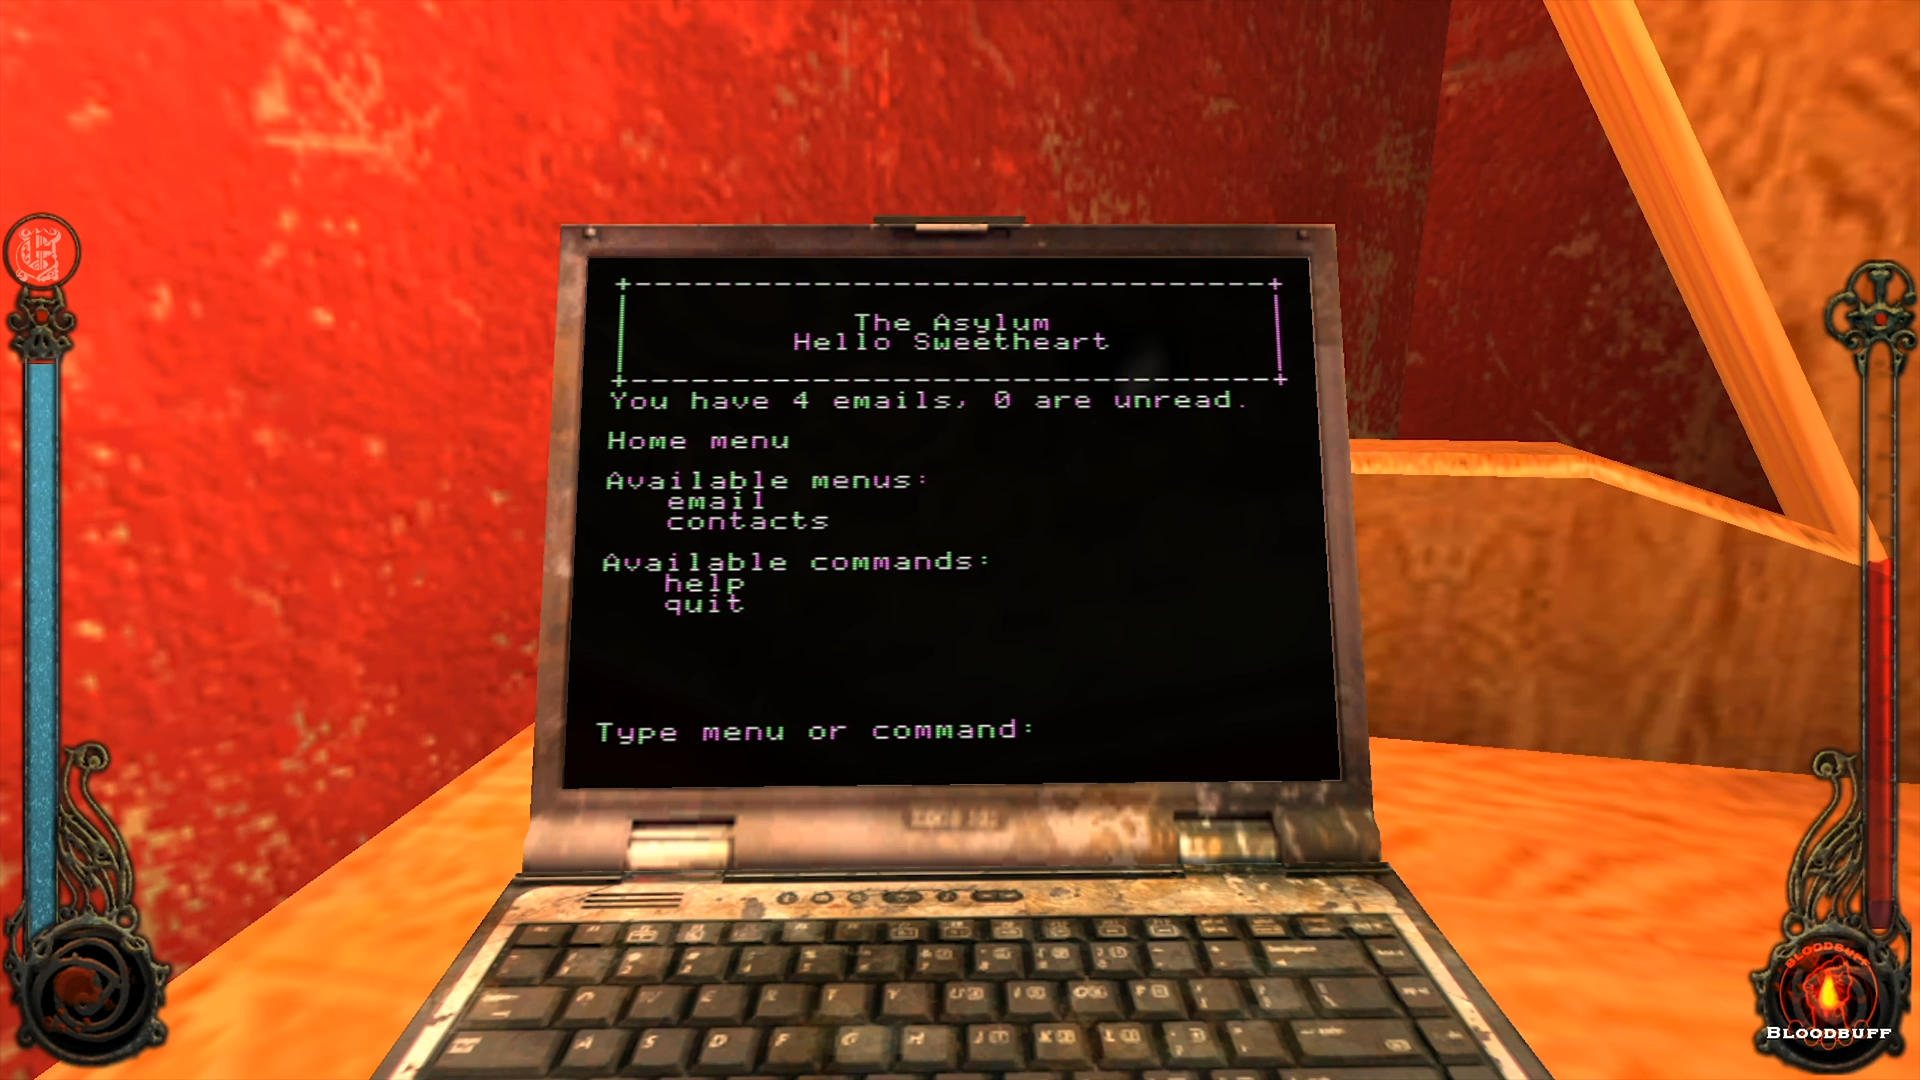 The Asylum
Hello Sweetheart
You have 4 emails, 0 are unread.
Home menu
Available menus:
email
contacts
Available commands:
help
quit
Type menu or command:
BLOODBUFF
BLOODBUFF